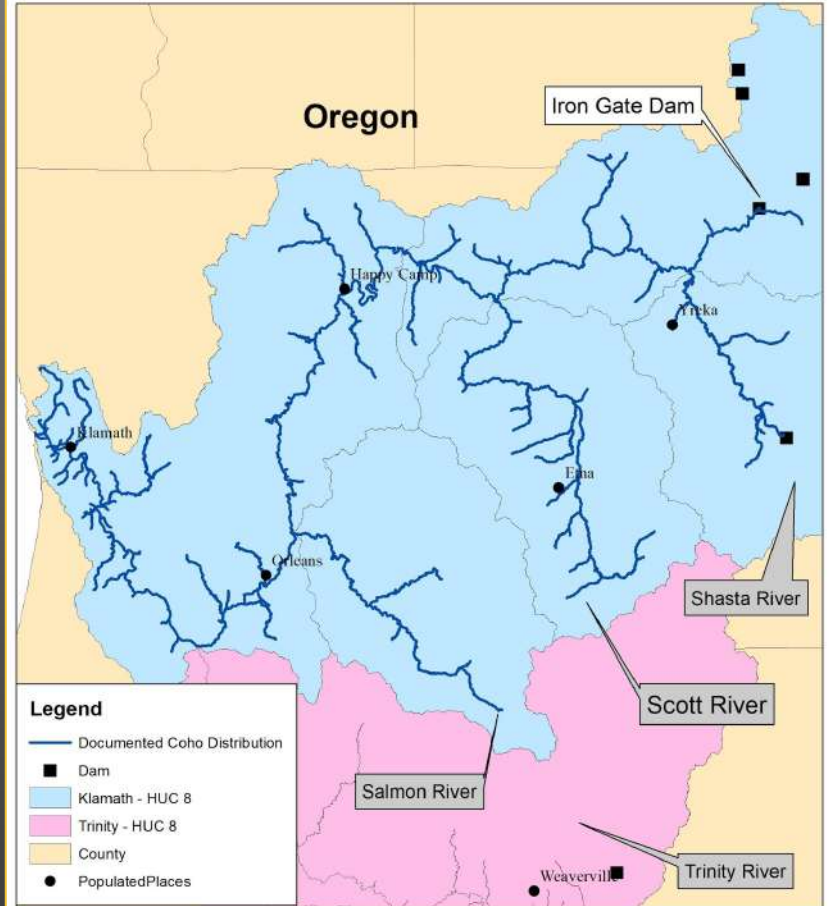 Oregon
Iron Gate Dam
Happy Camp
Yreka
Klamath
Etna
Orleans
Shasta River
Scott River
Salmon River
Trinity River
Weaverville
Legend
Documented Coho Distribution
Dam
Klamath - HUC 8
Trinity - HUC 8
County
PopulatedPlaces